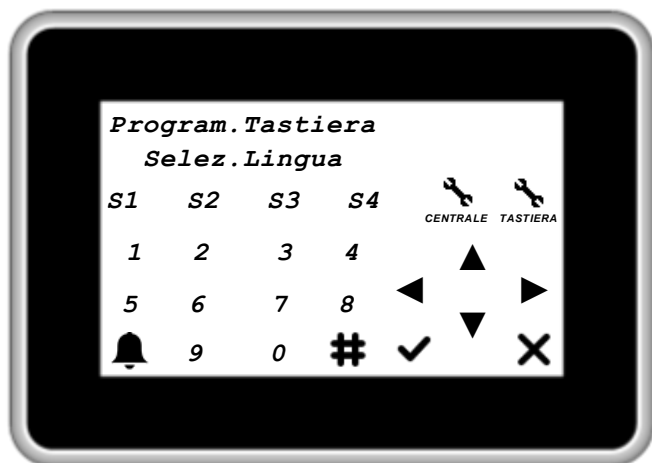 Program.Tastiera
Selez.Lingua
S1 S2 S3 S4
CENTRALE TASTIERA
1 2 3 4
5 6 7 8
9 0 #